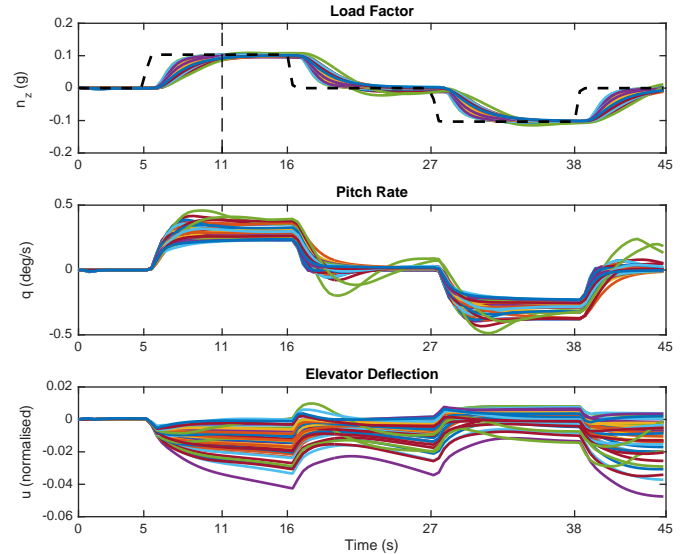 Load Factor
0.2
0.1
0
-0.1
-0.2
n z (g)
0 5 11 16 27 38 45
Pitch Rate
0.5
0
-0.5
q (deg/s)
0 5 11 16 27 38 45
Elevator Deflection
0.02
0
-0.02
-0.04
-0.06
u (normalised)
0 5 11 16 27 38 45
Time (s)